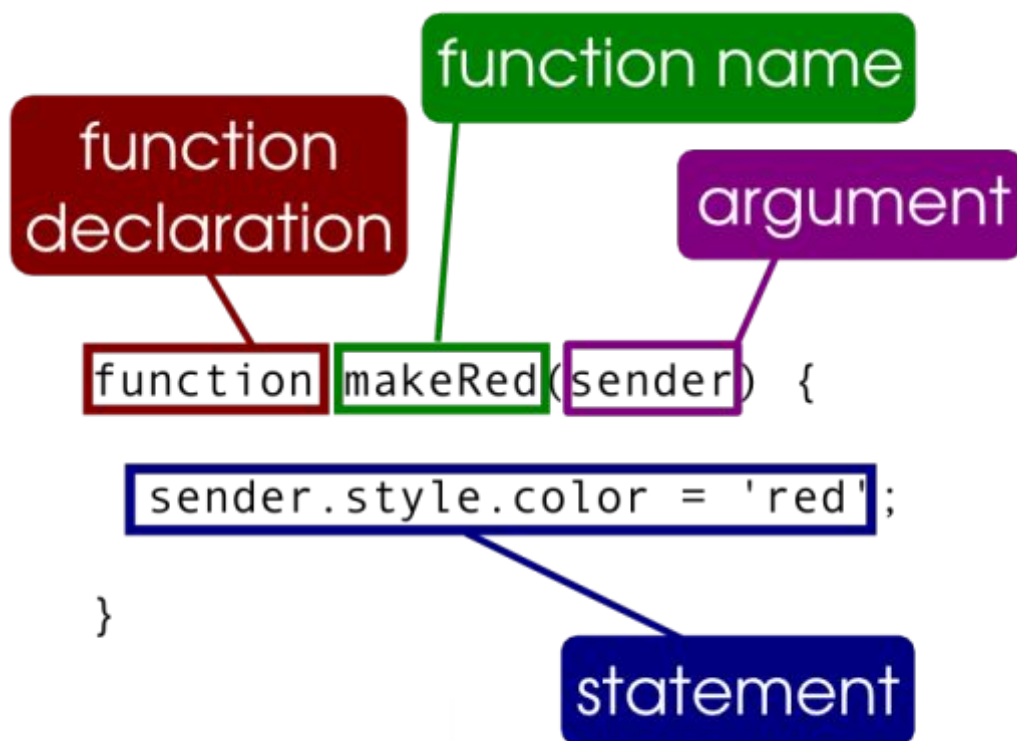 function name
function
declaration
argument
function makeRed(sender) {
sender.style.color = 'red';
}
statement